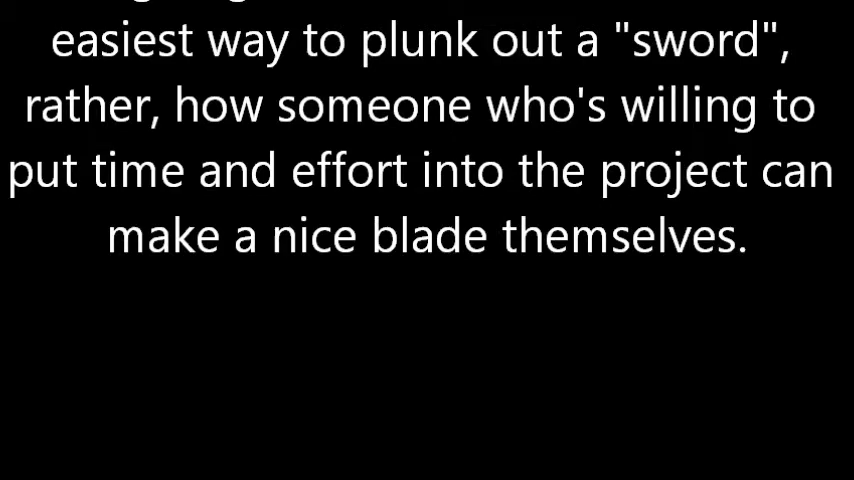 easiest way to plunk out a "sword",
rather, how someone who's willing to
put time and effort into the project can
make a nice blade themselves.